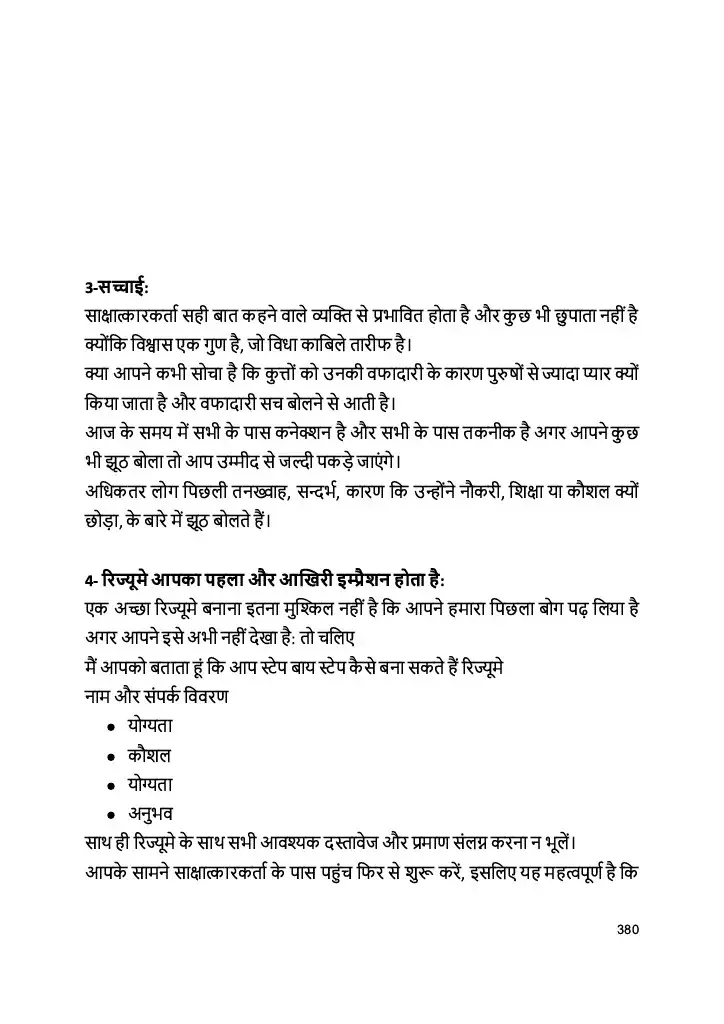 3-सच्चाई:
साक्षात्कारकर्ता सही बात कहने वाले व्यक्ति से प्रभावित होता है और कुछ भी छुपाता नहीं है
क्योंकि विश्वास एक गुण है, जो विधा काबिले तारीफ है।
क्या आपने कभी सोचा है कि कुत्तों को उनकी वफादारी के कारण पुरुषों से ज्यादा प्यार क्यों
किया जाता है और वफादारी सच बोलने से आती है।
आज के समय में सभी के पास कनेक्शन है और सभी के पास तकनीक है अगर आपने कुछ
भी झूठ बोला तो आप उम्मीद से जल्दी पकड़े जाएंगे।
अधिकतर लोग पिछली तनख्वाह, सन्दर्भ, कारण कि उन्होंने नौकरी, शिक्षा या कौशल क्यों
छोड़ा, के बारे में झूठ बोलते हैं।
4- रिज्यूमे आपका पहला और आखिरी इम्प्रैशन होता है:
एक अच्छा रिज्यूमे बनाना इतना मुश्किल नहीं है कि आपने हमारा पिछला बोग पढ़ लिया है
अगर आपने इसे अभी नहीं देखा है: तो चलिए
मैं आपको बताता हूं कि आप स्टेप बाय स्टेप कैसे बना सकते हैं रिज्यूमे
नाम और संपर्क विवरण
● योग्यता
● कौशल
● योग्यता
● अनुभव
साथ ही रिज्यूमे के साथ सभी आवश्यक दस्तावेज और प्रमाण संलग्न करना न भूलें।
आपके सामने साक्षात्कारकर्ता के पास पहुंच फिर से शुरू करें, इसलिए यह महत्वपूर्ण है कि
380